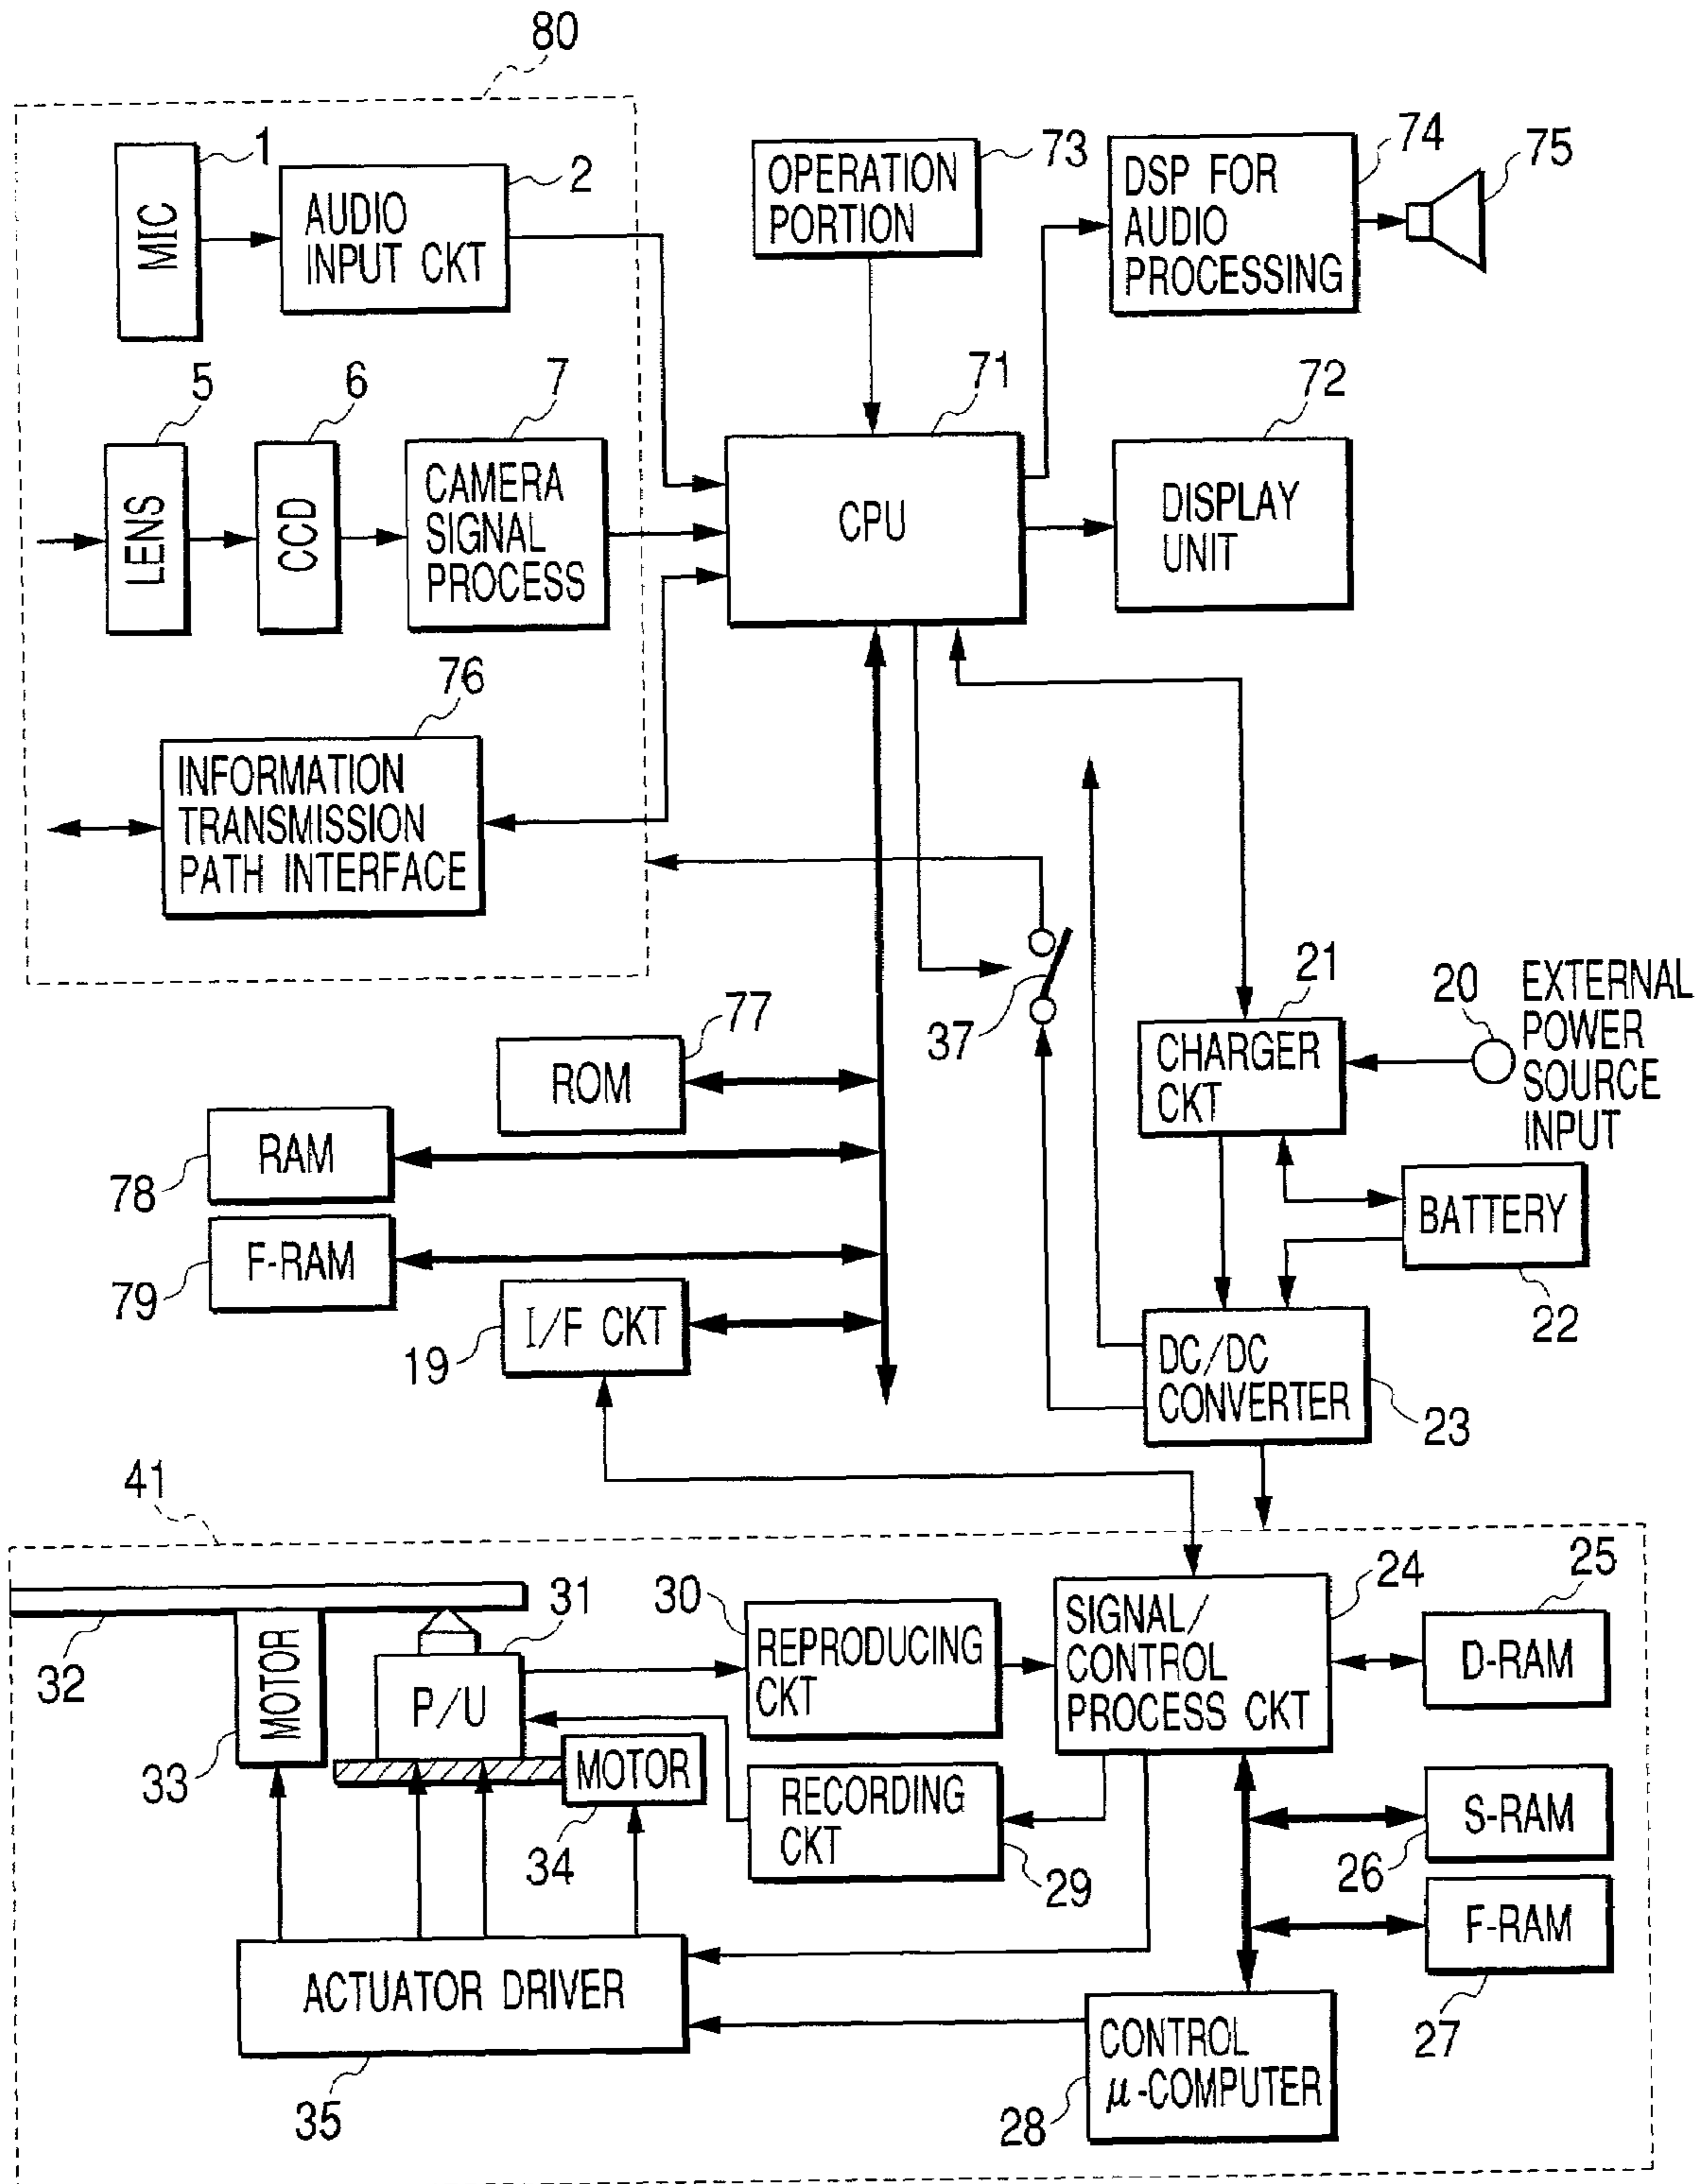 80
1
MIC
2
AUDIO
INPUT CKT
73
OPERATION
PORTION
74
DSP FOR
AUDIO
PROCESSING
75
5
LENS
6
CCD
7
CAMERA
SIGNAL
PROCESS
71
CPU
72
DISPLAY
UNIT
76
INFORMATION
TRANSMISSION
PATH INTERFACE
37
21
CHARGER
CKT
20
EXTERNAL
POWER
SOURCE
INPUT
77
ROM
RAM
78
F-RAM
79
I/F CKT
19
BATTERY
22
DC/DC
CONVERTER
23
41
32
MOTOR
33
31
P/U
MOTOR
34
30
REPRODUCING
CKT
RECORDING
CKT
29
24
SIGNAL/
CONTROL
PROCESS CKT
25
D-RAM
S-RAM
26
F-RAM
27
ACTUATOR DRIVER
35
CONTROL
μ-COMPUTER
28